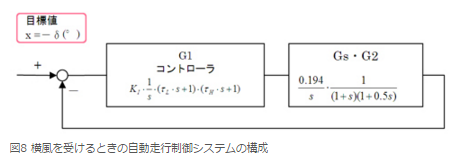 目標値
x=－δ(°)
+
－
G1
コントローラ
K_I・1/s・(τ_L・s+1)・(τ_H・s+1)
Gs・G2
0.194/s・1/((1+s)(1+0.5s))
図8 横風を受けるときの自動走行制御システムの構成